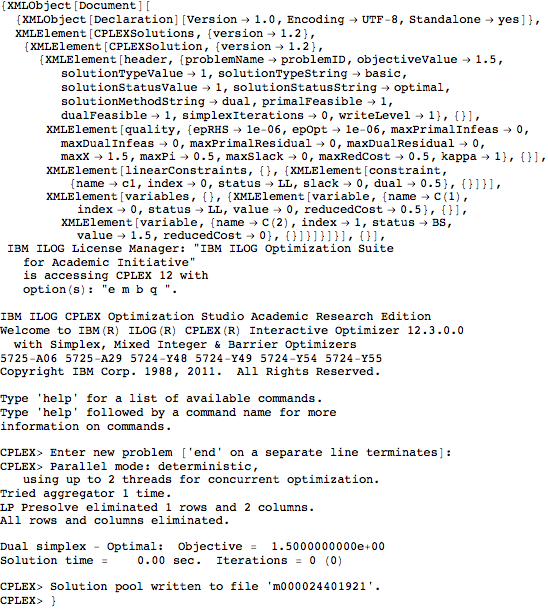 {XMLObject[Document][
{XMLObject[Declaration][Version → 1.0, Encoding → UTF-8, Standalone → yes]},
XMLElement[CPLEXSolutions, {version → 1.2},
{XMLElement[CPLEXSolution, {version → 1.2},
{XMLElement[header, {problemName → problemID, objectiveValue → 1.5,
solutionTypeValue → 1, solutionTypeString → basic,
solutionStatusValue → 1, solutionStatusString → optimal,
solutionMethodString → dual, primalFeasible → 1,
dualFeasible → 1, simplexIterations → 0, writeLevel → 1}, {}],
XMLElement[quality, {epRHS → 1e-06, epOpt → 1e-06, maxPrimalInfeas → 0,
maxDualInfeas → 0, maxPrimalResidual → 0, maxDualResidual → 0,
maxX → 1.5, maxPi → 0.5, maxSlack → 0, maxRedCost → 0.5, kappa → 1}, {}],
XMLElement[linearConstraints, {}, {XMLElement[constraint,
{name → c1, index → 0, status → LL, slack → 0, dual → 0.5}, {}]}],
XMLElement[variables, {}, {XMLElement[variable, {name → C(1),
index → 0, status → LL, value → 0, reducedCost → 0.5}, {}],
XMLElement[variable, {name → C(2), index → 1, status → BS,
value → 1.5, reducedCost → 0}, {}]}]}]}], {}],
IBM ILOG License Manager: "IBM ILOG Optimization Suite
for Academic Initiative"
is accessing CPLEX 12 with
option(s): "e m b q ".
IBM ILOG CPLEX Optimization Studio Academic Research Edition
Welcome to IBM(R) ILOG(R) CPLEX(R) Interactive Optimizer 12.3.0.0
with Simplex, Mixed Integer & Barrier Optimizers
5725-A06 5725-A29 5724-Y48 5724-Y49 5724-Y54 5724-Y55
Copyright IBM Corp. 1988, 2011.  All Rights Reserved.
Type 'help' for a list of available commands.
Type 'help' followed by a command name for more
information on commands.
CPLEX> Enter new problem ['end' on a separate line terminates]:
CPLEX> Parallel mode: deterministic,
using up to 2 threads for concurrent optimization.
Tried aggregator 1 time.
LP Presolve eliminated 1 rows and 2 columns.
All rows and columns eliminated.
Dual simplex - Optimal:  Objective =  1.5000000000e+00
Solution time =    0.00 sec.  Iterations = 0 (0)
CPLEX> Solution pool written to file 'm000024401921'.
CPLEX> }